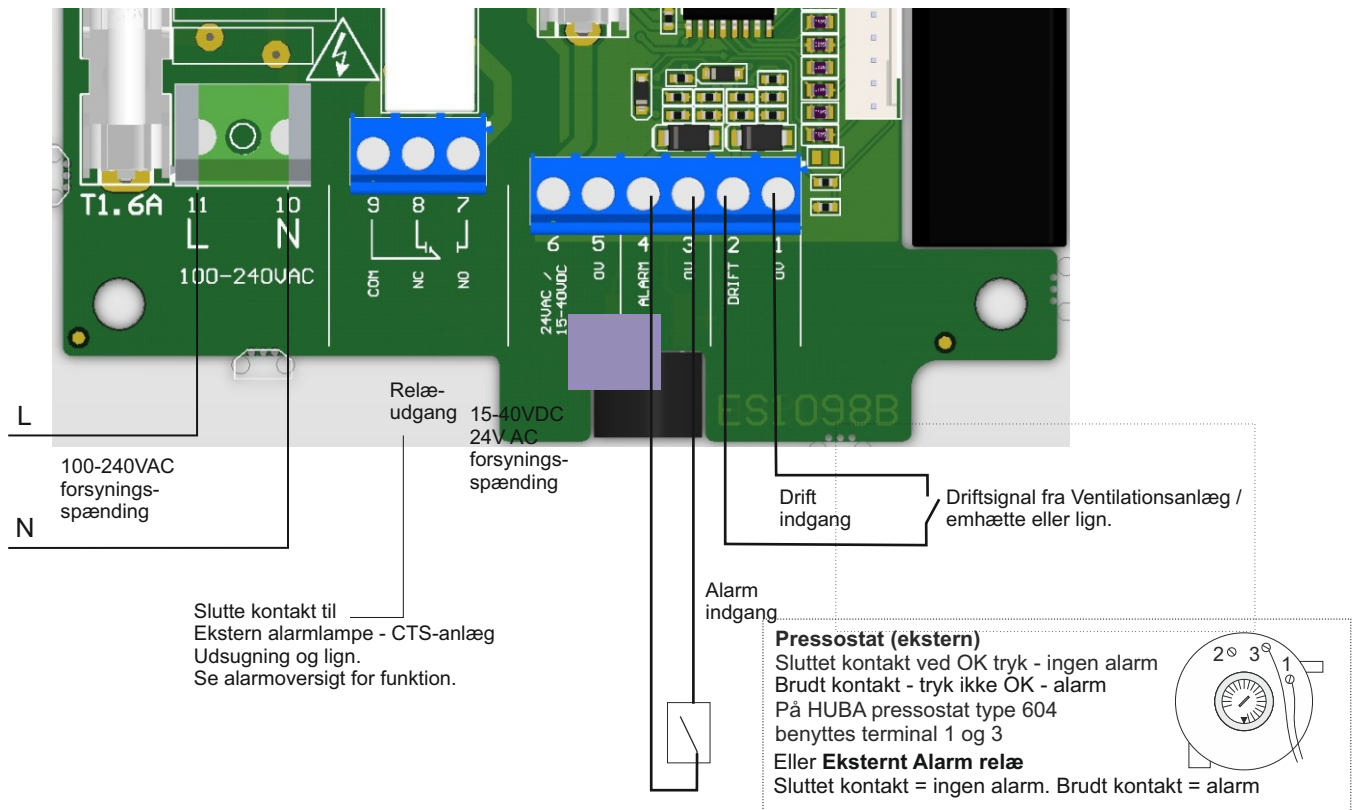 T1.6A
11 10
L N
100-240VAC
9 8 7
COM NC NO
6 5 4 3 2 1
24VAC /
15-40VDC
0V
ALARM
0V
DRIFT
0V
ES1098B
L
100-240VAC
forsynings-
spænding
N
Relæ-
udgang
15-40VDC
24V AC
forsynings-
spænding
Slutte kontakt til
Ekstern alarmlampe - CTS-anlæg
Udsugning og lign.
Se alarmoversigt for funktion.
Drift
indgang
Driftsignal fra Ventilationsanlæg /
emhætte eller lign.
Alarm
indgang
Pressostat (ekstern)
Sluttet kontakt ved OK tryk - ingen alarm
Brudt kontakt - tryk ikke OK - alarm
På HUBA pressostat type 604
benyttes terminal 1 og 3
Eller Eksternt Alarm relæ
Sluttet kontakt = ingen alarm. Brudt kontakt = alarm
2 3 1